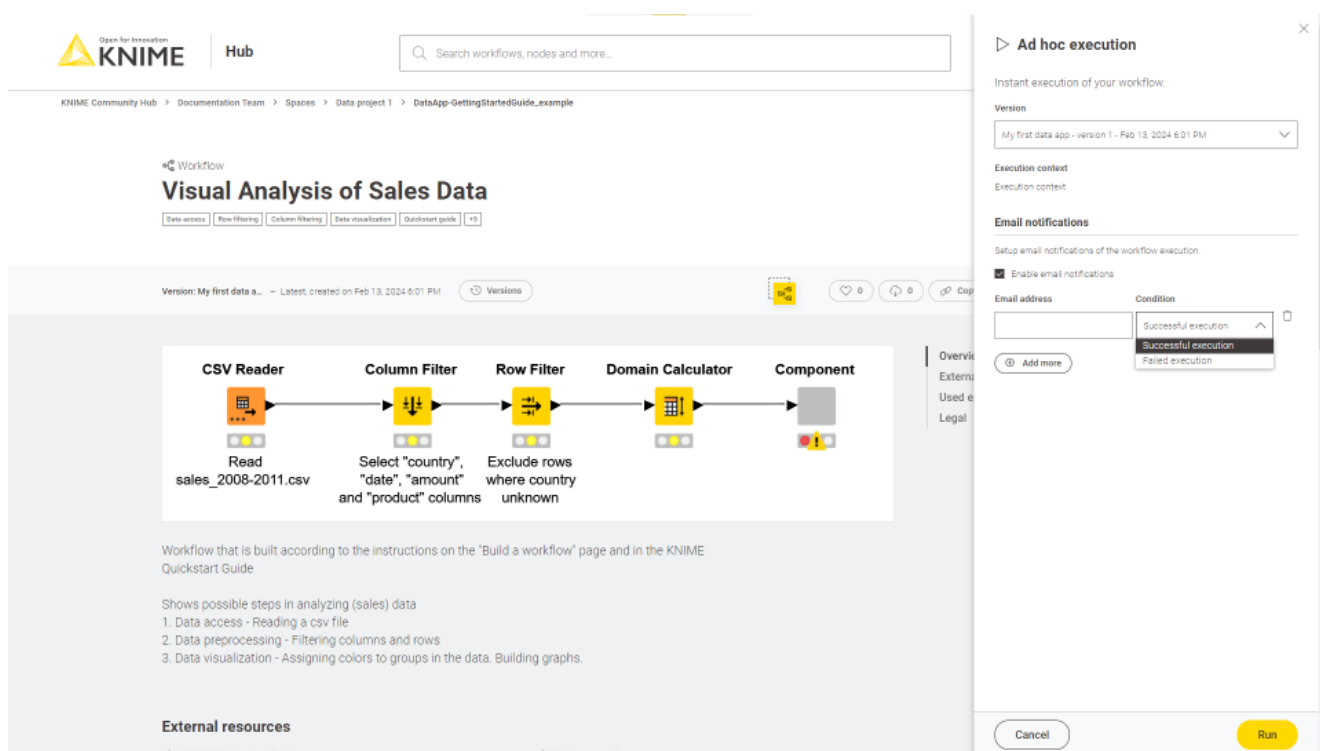 Open for Innovation
KNIME
Hub
Search workflows, nodes and more...
KNIME Community Hub > Documentation Team > Spaces > Data project 1 > DataApp-GettingStartedGuide_example
Workflow
Visual Analysis of Sales Data
Data access
Row filtering
Column filtering
Data visualization
Quickstart guide
Version: My first data a... – Latest, created on Feb 13, 2024 6:01 PM
Versions
0
0
Cop
CSV Reader
Column Filter
Row Filter
Domain Calculator
Component
Read
sales_2008-2011.csv
Select "country",
"date", "amount"
and "product" columns
Exclude rows
where country
unknown
Overvie
Externa
Used e
Legal
Workflow that is built according to the instructions on the "Build a workflow" page and in the KNIME
Quickstart Guide
Shows possible steps in analyzing (sales) data
1. Data access - Reading a csv file
2. Data preprocessing - Filtering columns and rows
3. Data visualization - Assigning colors to groups in the data. Building graphs.
External resources
Ad hoc execution
Instant execution of your workflow.
Version
My first data app - version 1 - Feb 13, 2024 6:01 PM
Execution context
Execution context
Email notifications
Setup email notifications of the workflow execution.
Enable email notifications
Email address
Condition
Successful execution
Successful execution
Failed execution
Add more
Cancel
Run